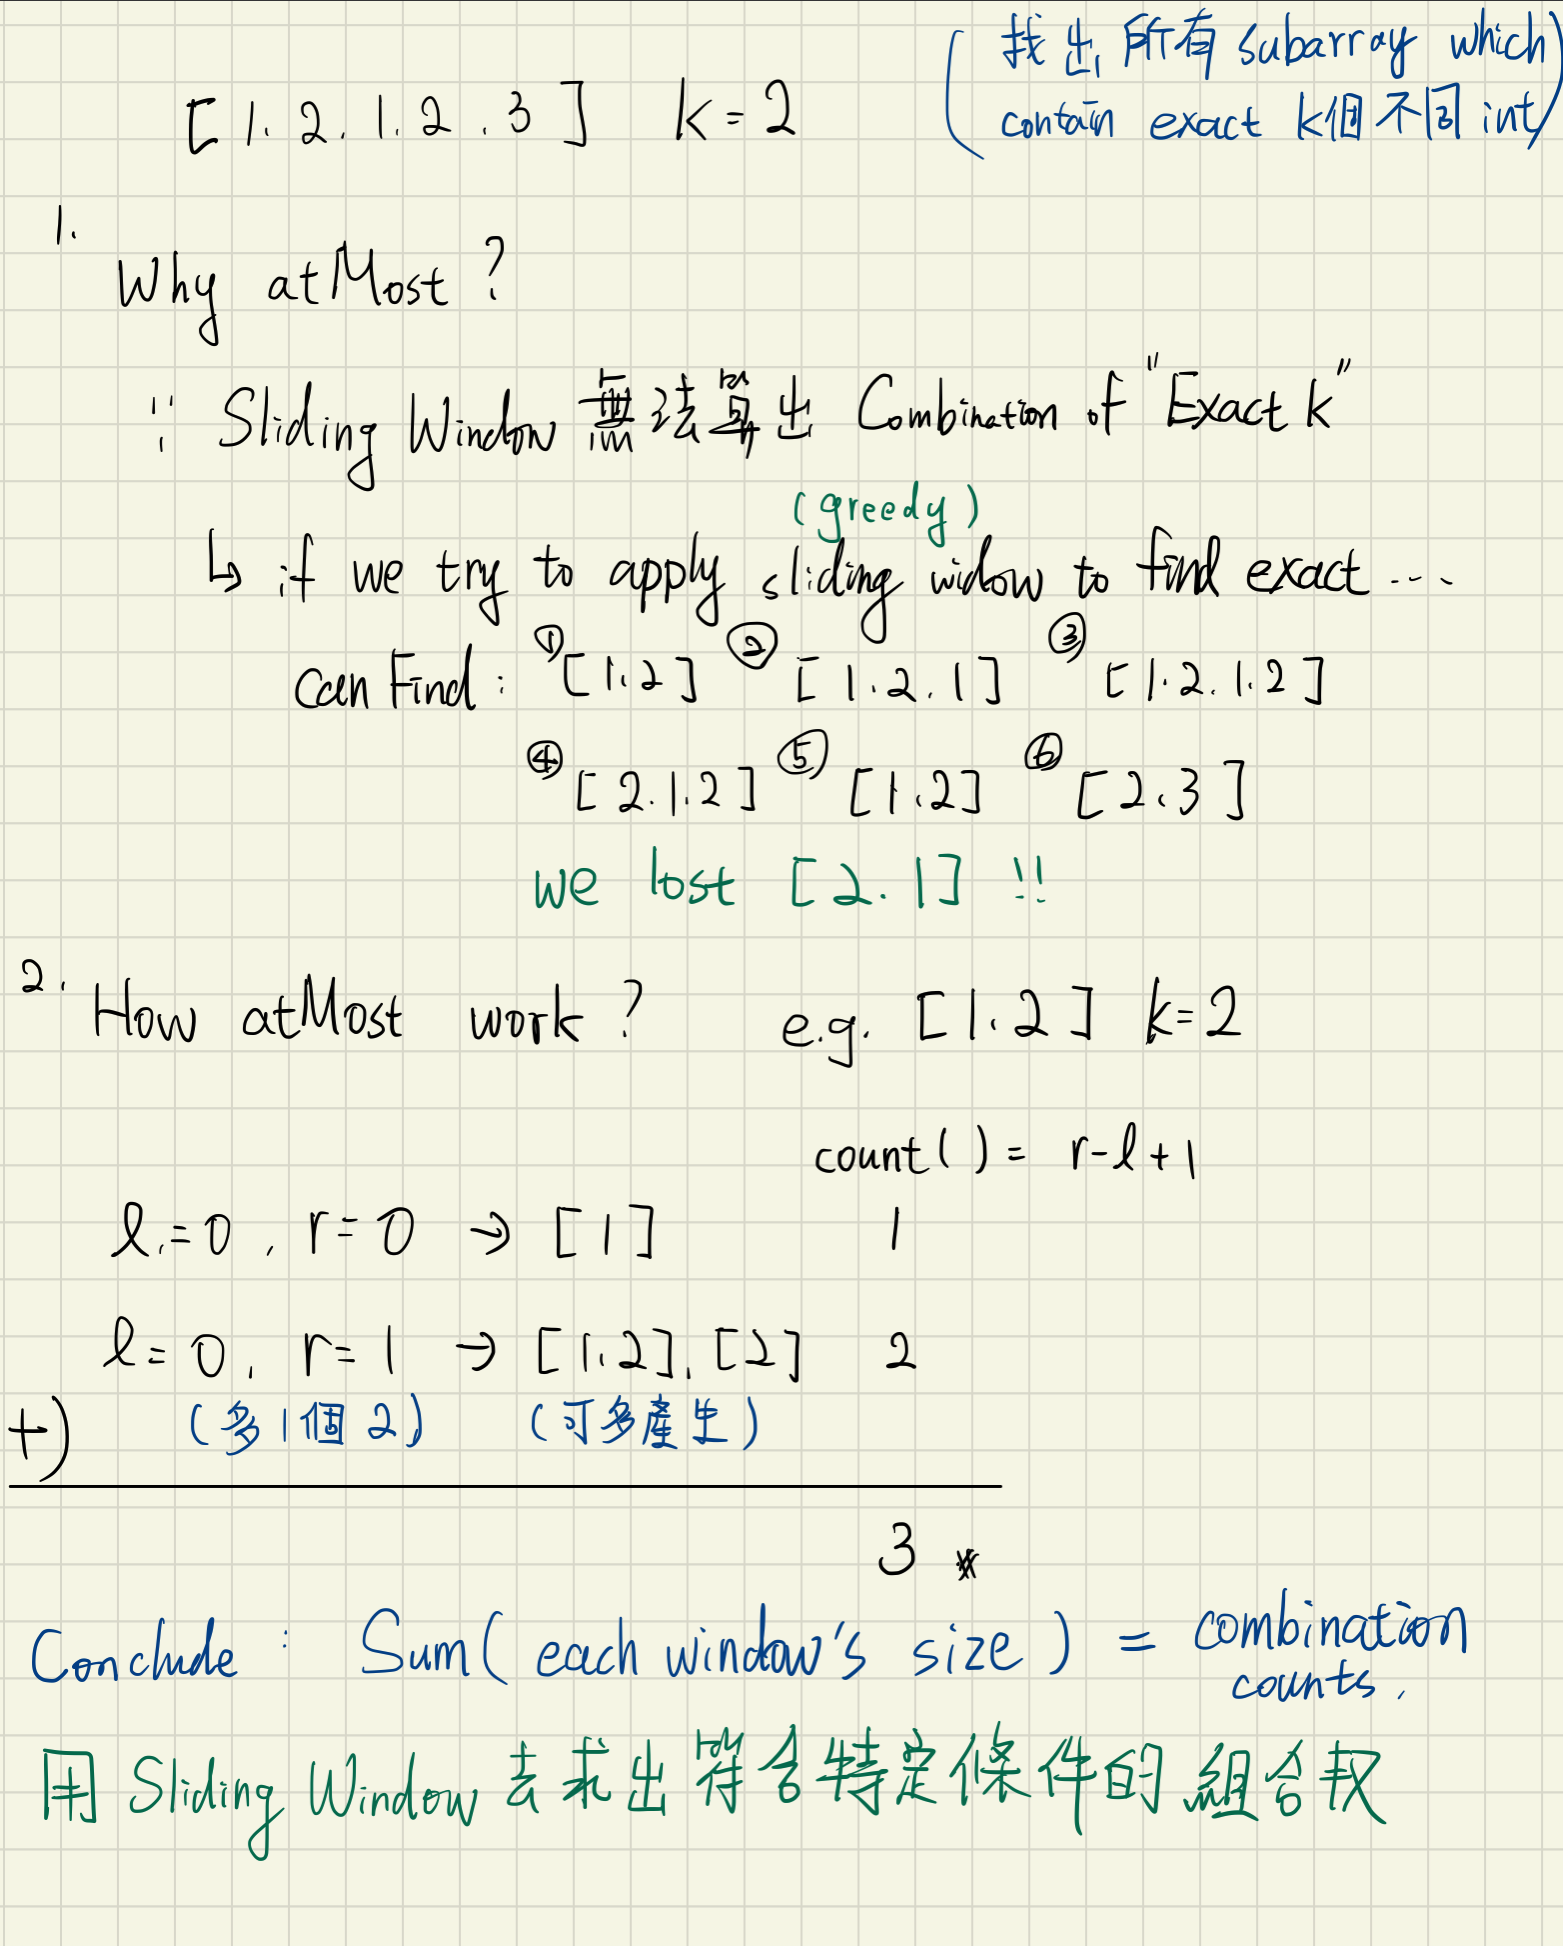 [1.2.1.2.3] k=2
(找出所有 subarray which
contain exact k個不同 int)
1.
Why atMost?
∵ Sliding Window 無法算出 Combination of "Exact k"
(greedy)
↳ if we try to apply sliding widow to find exact ...
can Find: ① [1.2] ② [1.2.1] ③ [1.2.1.2]
④ [2.1.2] ⑤ [1.2] ⑥ [2.3]
we lost [2.1] !!
2. How atMost work? e.g. [1.2] k=2
count() = r-l+1
l=0, r=0 → [1] 1
l=0, r=1 → [1.2], [2] 2
(多1個2) (可多產生)
+)
3
Conclude : Sum(each window's size) = combination
counts.
用 Sliding Window 去求出符合特定條件的組合数